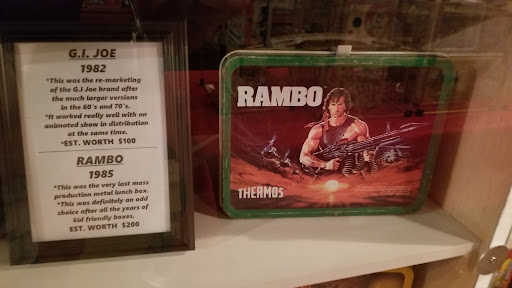 G.I. JOE
1982
*This was the re-marketing
of the G.I Joe brand after
the much larger versions
in the 60's and 70's.
*It worked really well with an
animated show in distribution
at the same time.
*EST. WORTH $100
RAMBO
1985
*This was the very last mass
production metal lunch box.
*This was definitely an odd
choice after all the years of
kid friendly boxes.
EST. WORTH $200
RAMBO
THERMOS